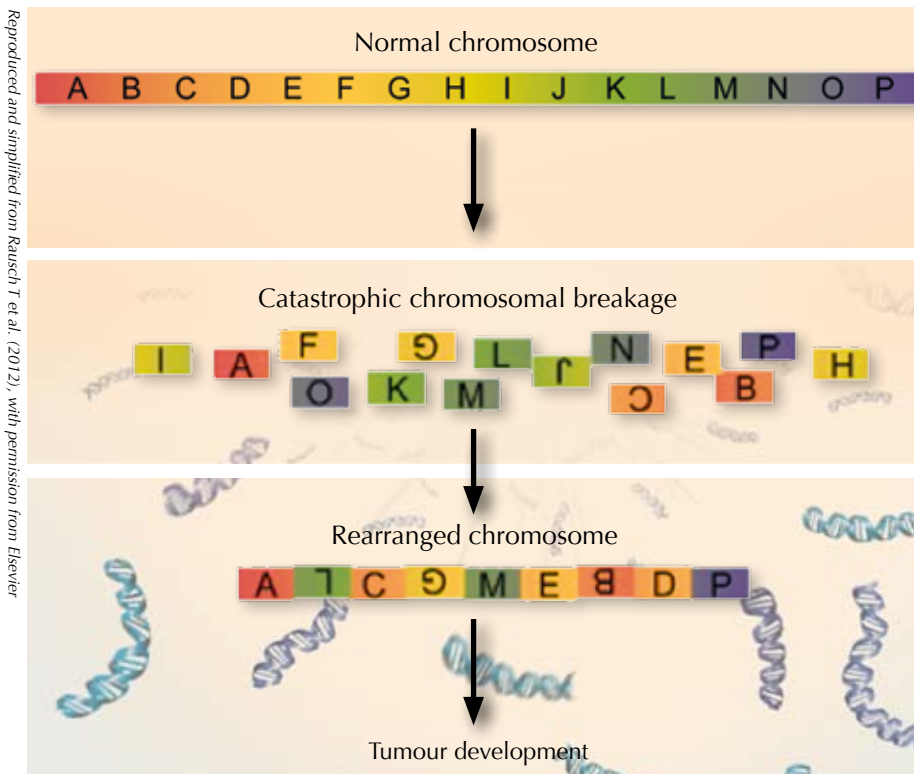 Reproduced and simplified from Rausch T et al. (2012), with permission from Elsevier
Normal chromosome
A B C D E F G H I J K L M N O P
Catastrophic chromosomal breakage
I A F O K G M L J N C E B P H
Rearranged chromosome
A L C G M E B D P
Tumour development